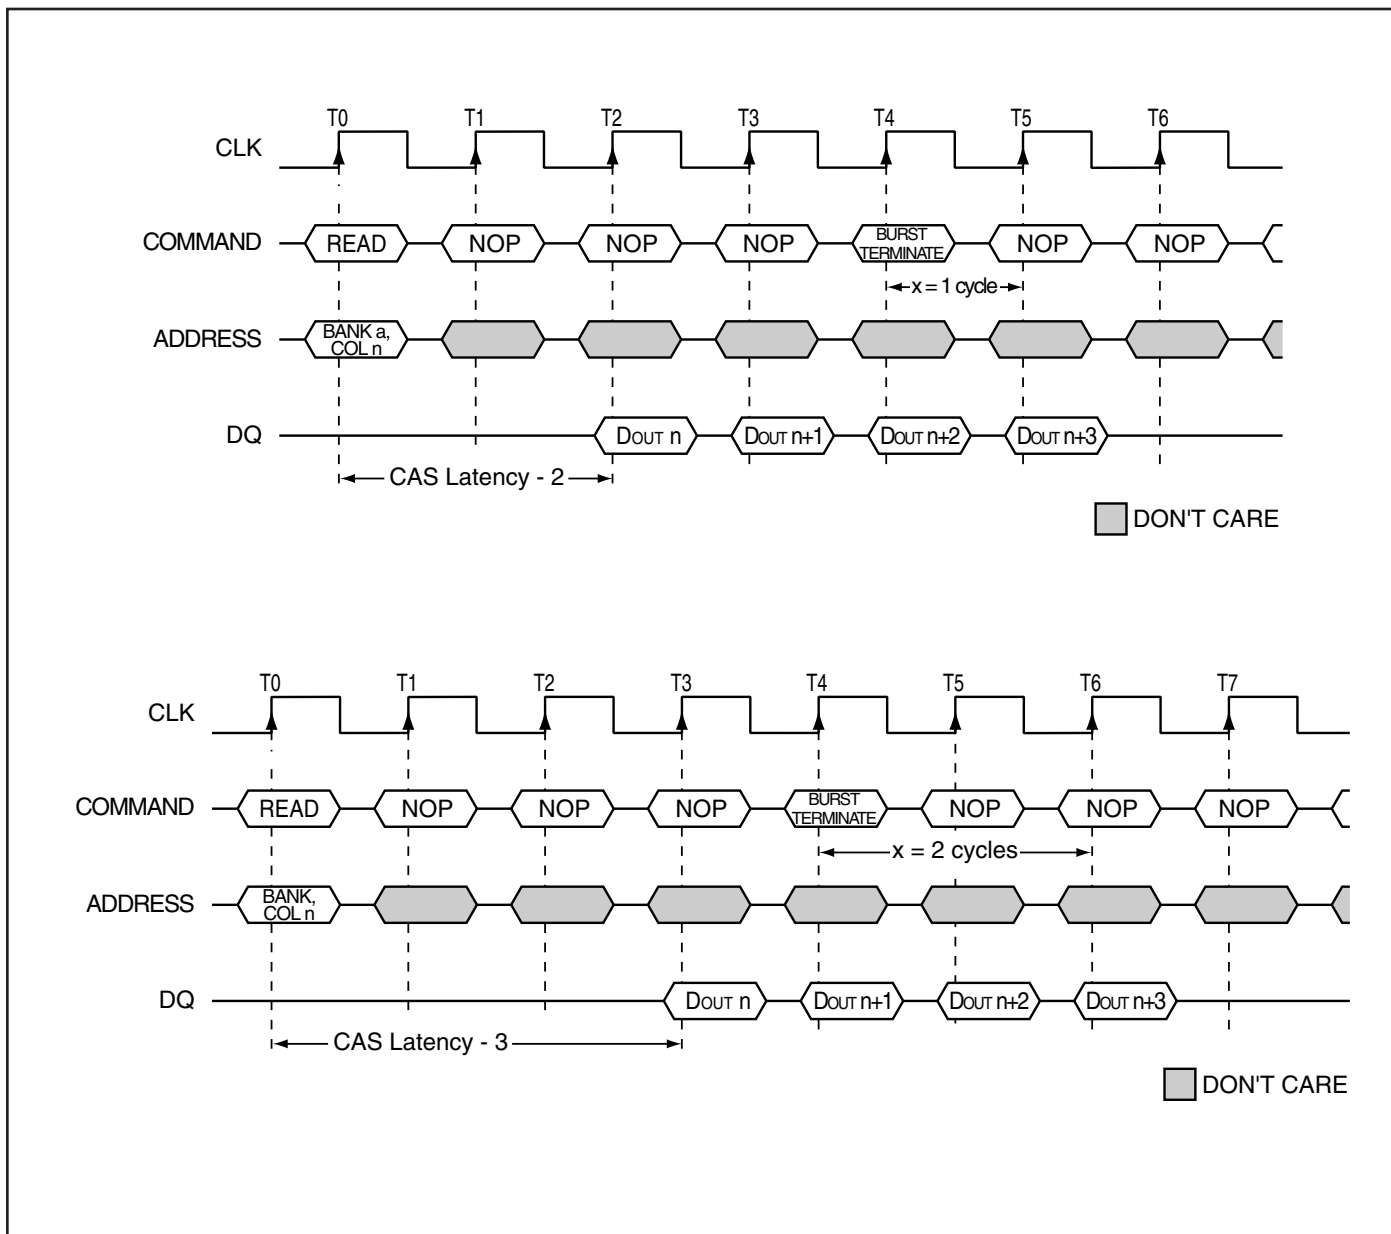 T0 T1 T2 T3 T4 T5 T6
CLK
COMMAND READ NOP NOP NOP BURST TERMINATE NOP NOP
x = 1 cycle
ADDRESS BANK a, COL n
DQ DOUT n DOUT n+1 DOUT n+2 DOUT n+3
CAS Latency - 2
DON'T CARE
T0 T1 T2 T3 T4 T5 T6 T7
CLK
COMMAND READ NOP NOP NOP BURST TERMINATE NOP NOP NOP
x = 2 cycles
ADDRESS BANK, COL n
DQ DOUT n DOUT n+1 DOUT n+2 DOUT n+3
CAS Latency - 3
DON'T CARE